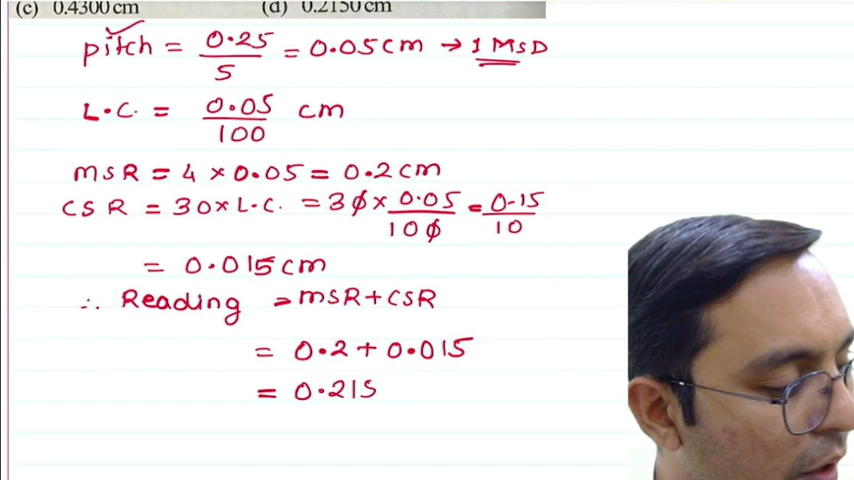 (c) 0.4300 cm (d) 0.2150 cm
pitch = 0.25/5 = 0.05cm → 1 MSD
L.C. = 0.05/100 cm
MSR = 4 × 0.05 = 0.2 cm
CSR = 30 × L.C. = 30 × 0.05/100 = 0.15/10
= 0.015 cm
∴ Reading = MSR + CSR
= 0.2 + 0.015
= 0.215